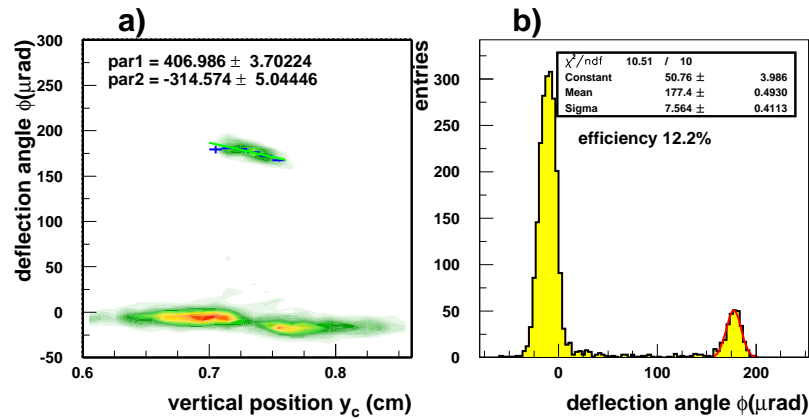 a)
par1 = 406.986 ± 3.70224
par2 = -314.574 ± 5.04446
deflection angle ϕ(μrad)
300
250
200
150
100
50
0
-50
0.6
0.7
0.8
vertical position y_c (cm)
b)
entries
χ²/ndf 10.51 / 10
Constant 50.76 ± 3.986
Mean 177.4 ± 0.4930
Sigma 7.564 ± 0.4113
efficiency 12.2%
300
250
200
150
100
50
0
0
100
200
deflection angle ϕ(μrad)